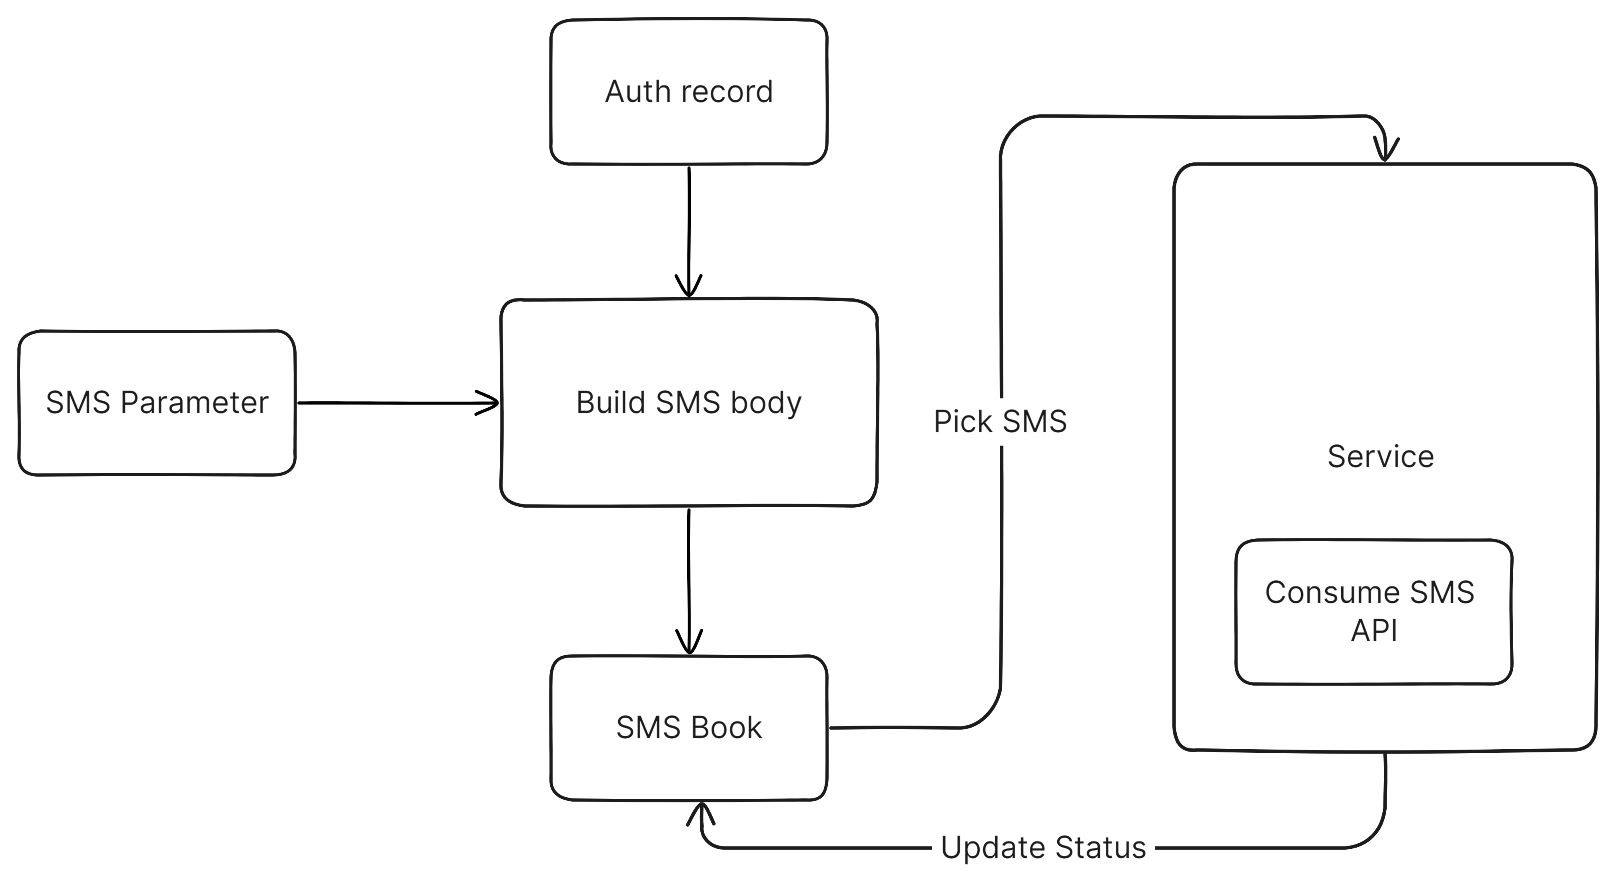 Auth record
SMS Parameter
Build SMS body
Pick SMS
Service
Consume SMS
API
SMS Book
Update Status